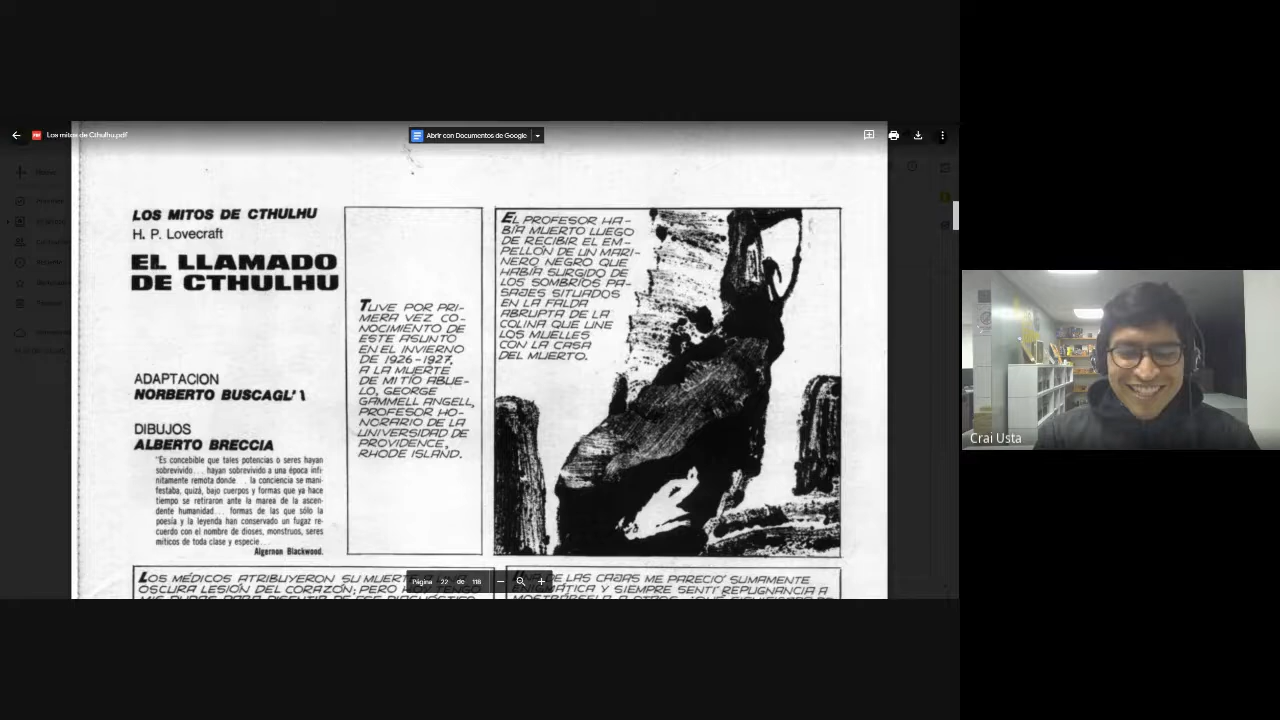 Los mitos de Cthulhu.pdf
Abrir con Documentos de Google
LOS MITOS DE CTHULHU
H. P. Lovecraft
EL LLAMADO
DE CTHULHU
ADAPTACION
NORBERTO
DIBUJOS
ALBERTO BRECCIA
"Es concebible que tales potencias o seres hayan
sobrevivido... hayan sobrevivido a una época infi-
nitamente remota donde... la conciencia se mani-
festaba, quizá, bajo cuerpos y formas que ya hace
tiempo se retiraron ante la marea de la ascen-
dente humanidad... formas de las que sólo la
poesía y la leyenda han conservado un fugaz re-
cuerdo con el nombre de dioses, monstruos, seres
míticos de toda clase y especie...
Algernon Blackwood.
TUVE POR PRI-
MERA VEZ CO-
NOCIMIENTO DE
ESTE ASUNTO
EN EL INVIERNO
DE 1926-1927,
A LA MUERTE
DE MI TIO ABUE-
LO, GEORGE
GAMMELL ANGELL,
PROFESOR HO-
NORARIO DE LA
UNIVERSIDAD DE
PROVIDENCE,
RHODE ISLAND.
EL PROFESOR HA-
BÍA MUERTO LUEGO
DE RECIBIR EL EM-
PELLÓN DE UN MARI-
NERO NEGRO QUE
HABÍA SURGIDO DE
LOS SOMBRÍOS PA-
SAJES SITUADOS
EN LA FALDA
ABRUPTA DE LA
COLINA QUE UNE
LOS MUELLES
CON LA CASA
DEL MUERTO.
LOS MÉDICOS ATRIBUYERON SU MUERT
OSCURA LESIÓN DEL CORAZÓN; PERO HOY TENGO
DE LAS CAJAS ME PARECIÓ SUMAMENTE
ENIGMÁTICA Y SIEMPRE SENTÍ REPUGNANCIA A
Página 22 de 118
Crai Usta